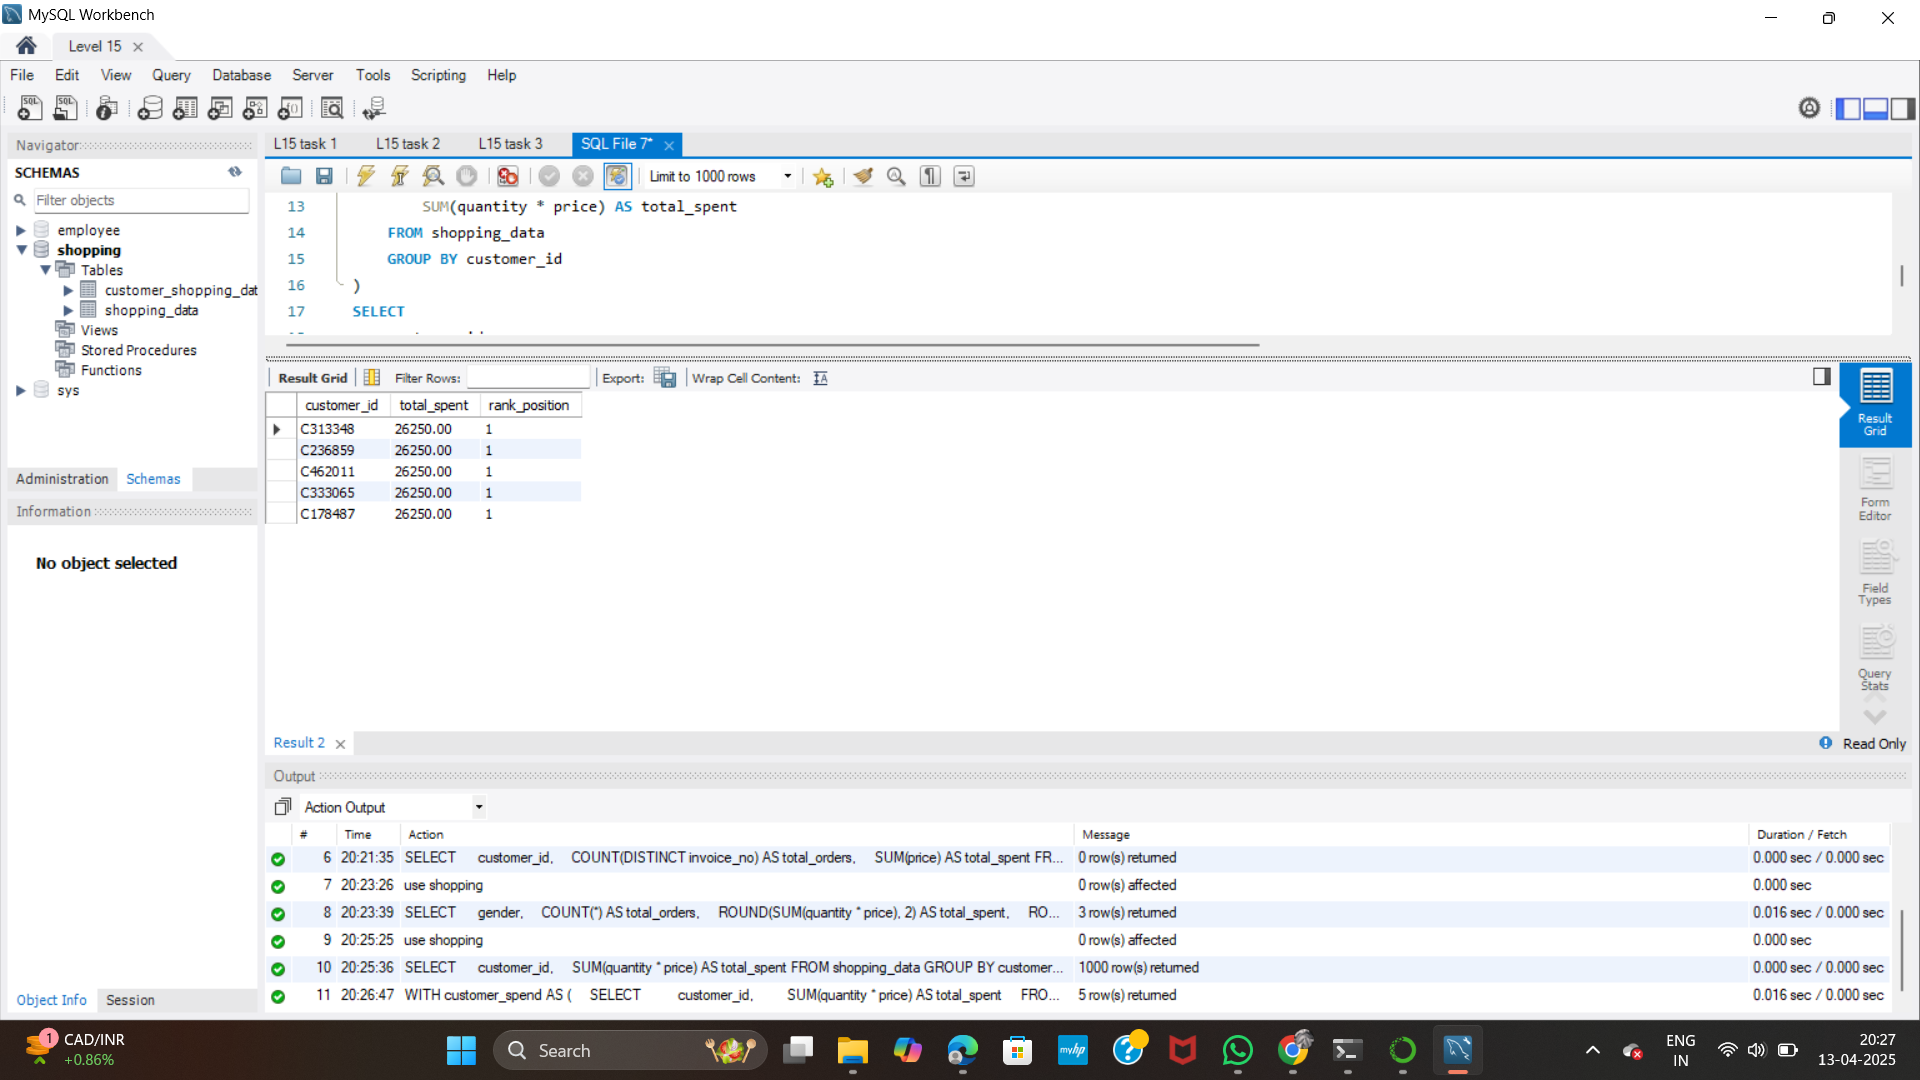 MySQL Workbench
Level 15
File Edit View Query Database Server Tools Scripting Help
Navigator
SCHEMAS
Filter objects
employee
shopping
Tables
customer_shopping_dat
shopping_data
Views
Stored Procedures
Functions
sys
Administration Schemas
Information
No object selected
Object Info Session
L15 task 1 L15 task 2 L15 task 3 SQL File 7*
Limit to 1000 rows
13 SUM(quantity * price) AS total_spent
14 FROM shopping_data
15 GROUP BY customer_id
16 )
17 SELECT
Result Grid Filter Rows: Export: Wrap Cell Content:
customer_id total_spent rank_position
C313348 26250.00 1
C236859 26250.00 1
C462011 26250.00 1
C333065 26250.00 1
C178487 26250.00 1
Result Grid
Form Editor
Field Types
Query Stats
Result 2
Read Only
Output
Action Output
# Time Action Message Duration / Fetch
6 20:21:35 SELECT customer_id, COUNT(DISTINCT invoice_no) AS total_orders, SUM(price) AS total_spent FR... 0 row(s) returned 0.000 sec / 0.000 sec
7 20:23:26 use shopping 0 row(s) affected 0.000 sec
8 20:23:39 SELECT gender, COUNT(*) AS total_orders, ROUND(SUM(quantity * price), 2) AS total_spent, RO... 3 row(s) returned 0.016 sec / 0.000 sec
9 20:25:25 use shopping 0 row(s) affected 0.000 sec
10 20:25:36 SELECT customer_id, SUM(quantity * price) AS total_spent FROM shopping_data GROUP BY customer... 1000 row(s) returned 0.000 sec / 0.000 sec
11 20:26:47 WITH customer_spend AS ( SELECT customer_id, SUM(quantity * price) AS total_spent FRO... 5 row(s) returned 0.016 sec / 0.000 sec
1
CAD/INR
+0.86%
Search
myhp
ENG
IN
20:27
13-04-2025